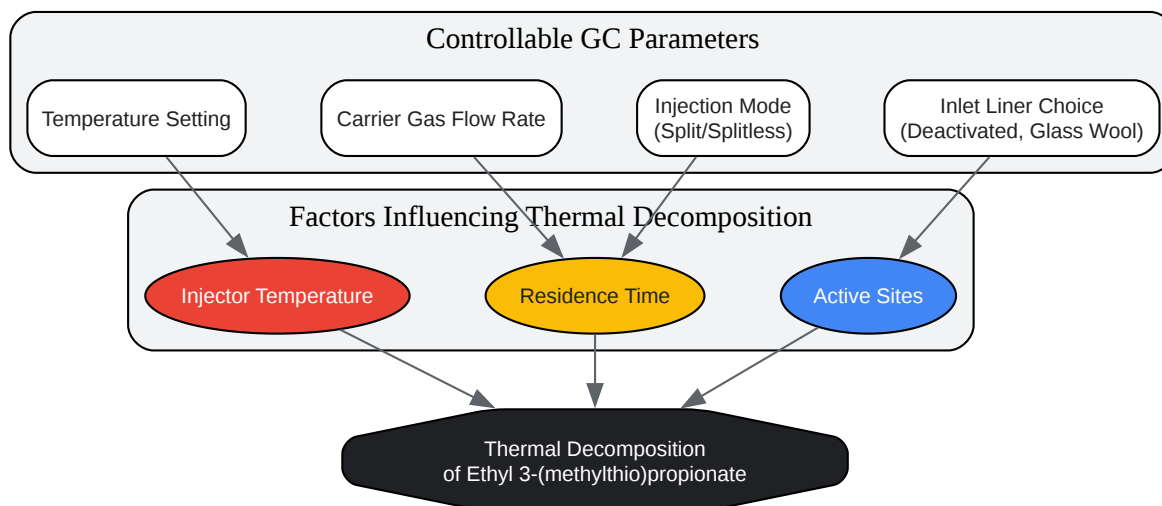 Controllable GC Parameters
Temperature Setting
Carrier Gas Flow Rate
Injection Mode
(Split/Splitless)
Inlet Liner Choice
(Deactivated, Glass Wool)
Factors Influencing Thermal Decomposition
Injector Temperature
Residence Time
Active Sites
Thermal Decomposition
of Ethyl 3-(methylthio)propionate